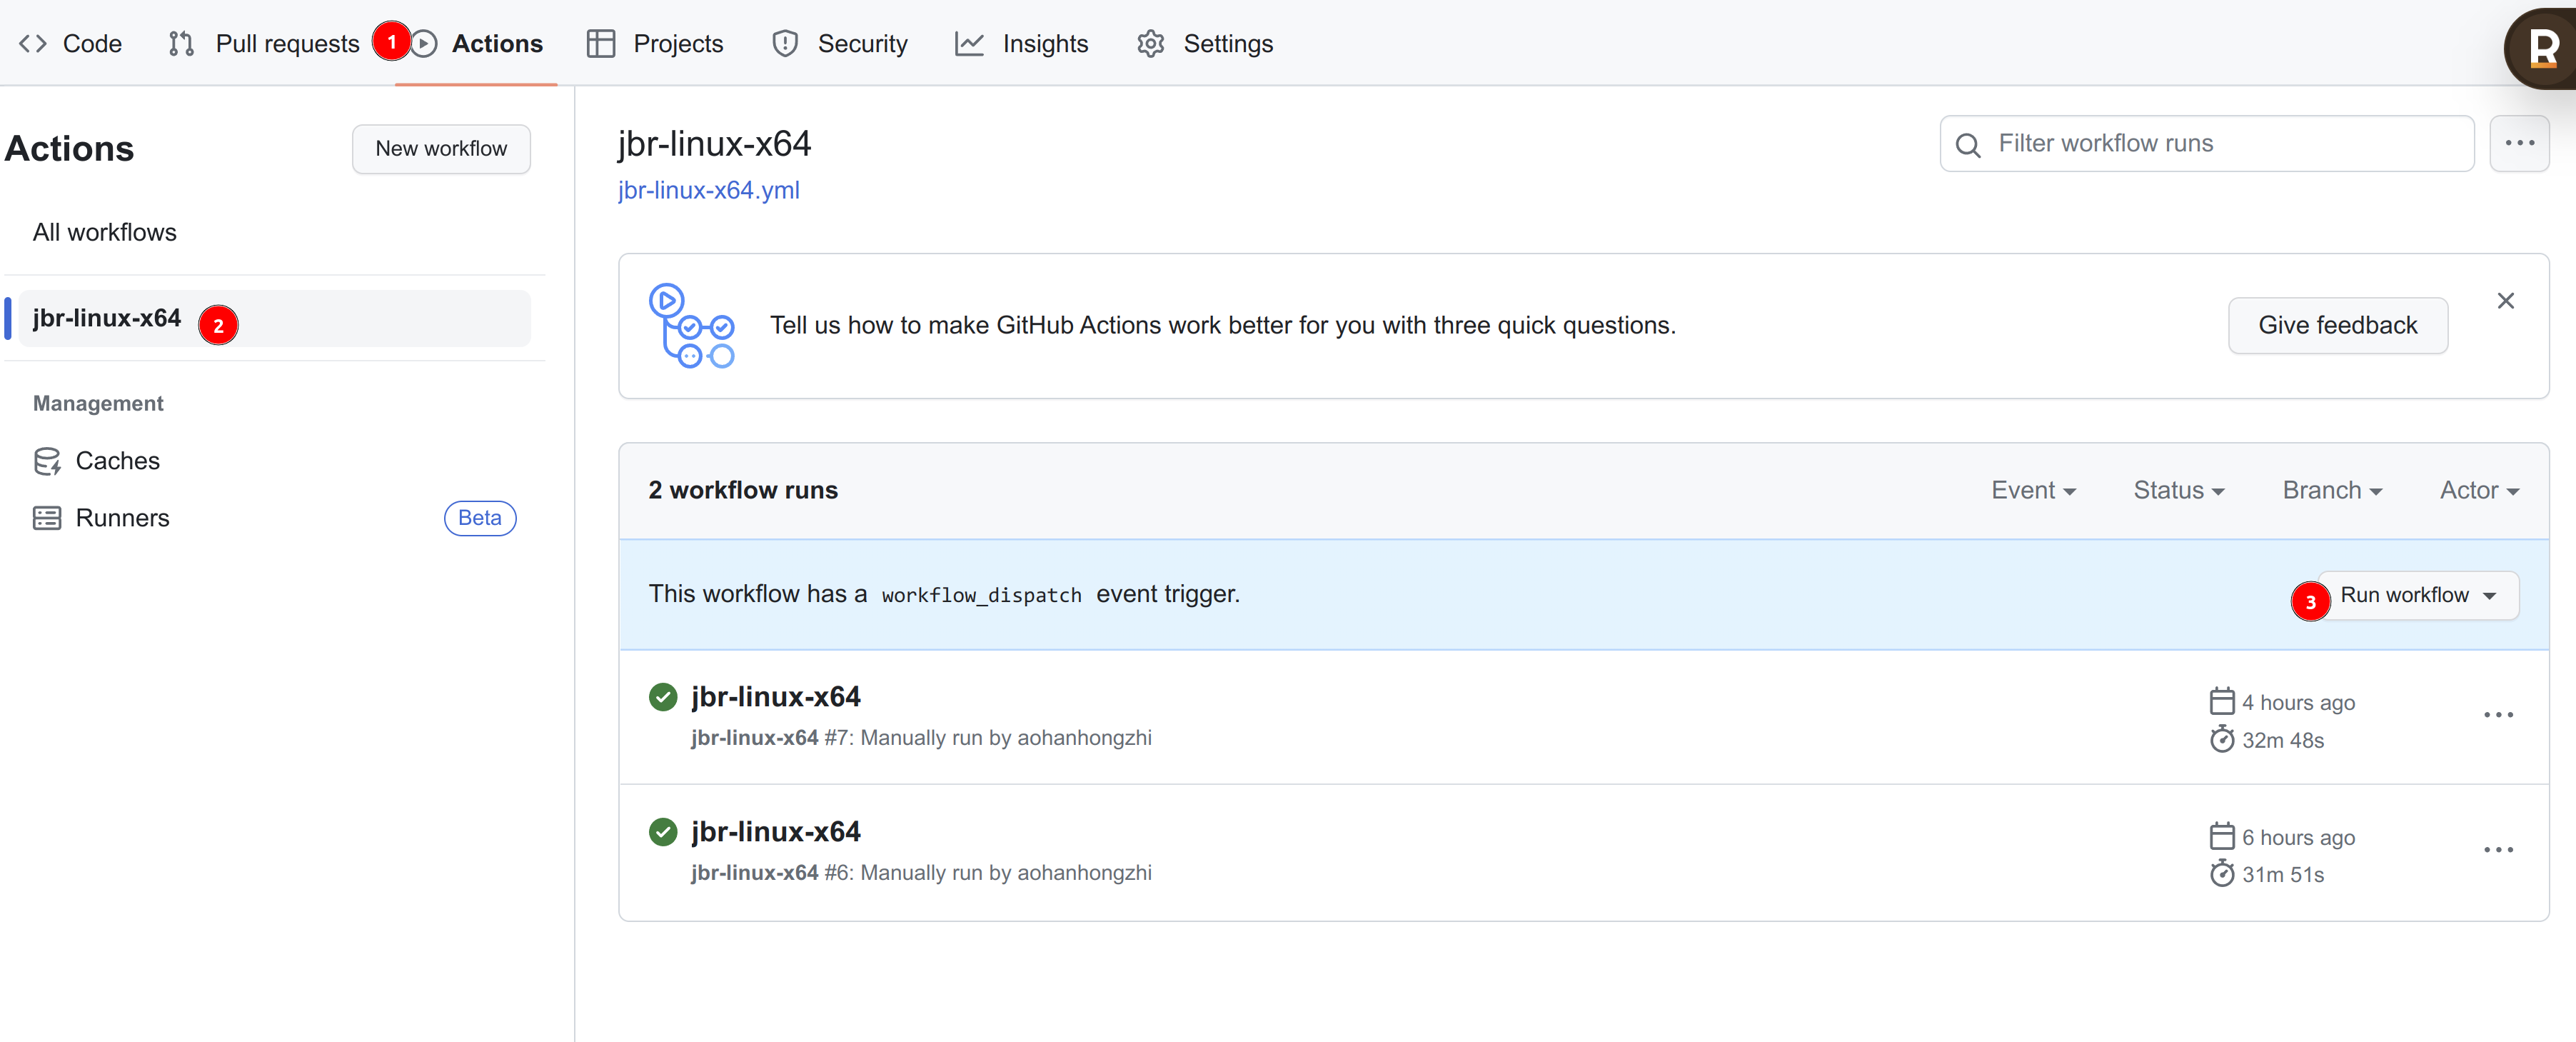 Code Pull requests 1 Actions Projects Security Insights Settings
R
Actions
New workflow
All workflows
jbr-linux-x64 2
Management
Caches
Runners Beta
jbr-linux-x64
jbr-linux-x64.yml
Filter workflow runs
Tell us how to make GitHub Actions work better for you with three quick questions.
Give feedback
2 workflow runs
Event Status Branch Actor
This workflow has a workflow_dispatch event trigger.
3 Run workflow
jbr-linux-x64
jbr-linux-x64 #7: Manually run by aohanhongzhi
4 hours ago
32m 48s
jbr-linux-x64
jbr-linux-x64 #6: Manually run by aohanhongzhi
6 hours ago
31m 51s